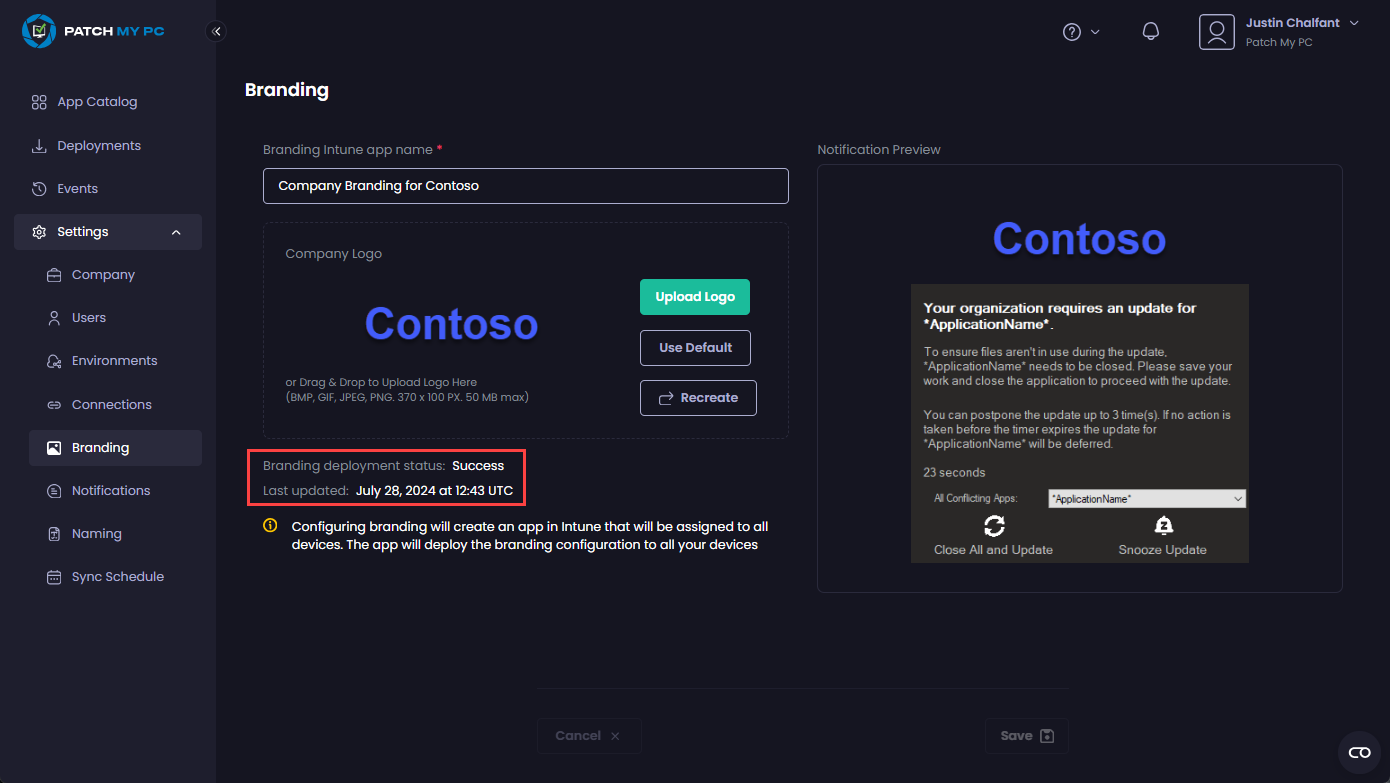 PATCH MY PC
Justin Chalfant
Patch My PC
App Catalog
Deployments
Events
Settings
Company
Users
Environments
Connections
Branding
Notifications
Naming
Sync Schedule
Branding
Branding Intune app name *
Company Branding for Contoso
Company Logo
Contoso
Upload Logo
Use Default
Recreate
or Drag & Drop to Upload Logo Here
(BMP, GIF, JPEG, PNG. 370 x 100 PX. 50 MB max)
Branding deployment status: Success
Last updated: July 28, 2024 at 12:43 UTC
Configuring branding will create an app in Intune that will be assigned to all
devices. The app will deploy the branding configuration to all your devices
Notification Preview
Contoso
Your organization requires an update for
*ApplicationName*.
To ensure files aren't in use during the update,
*ApplicationName* needs to be closed. Please save your
work and close the application to proceed with the update.
You can postpone the update up to 3 time(s). If no action is
taken before the timer expires the update for
*ApplicationName* will be deferred.
23 seconds
All Conflicting Apps: *ApplicationName*
Close All and Update
Snooze Update
Cancel
Save